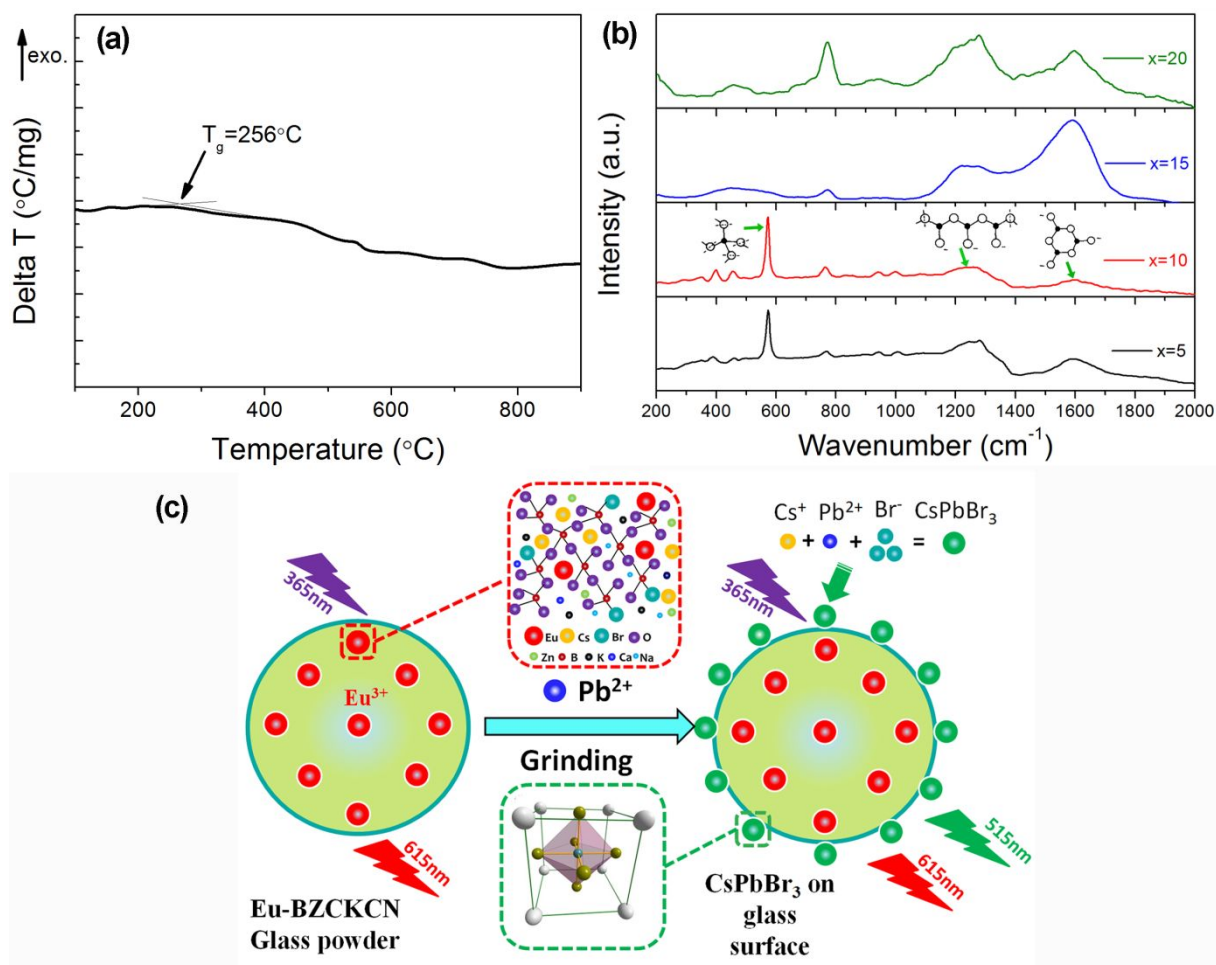 (a)
exo.
T_g=256°C
Delta T (°C/mg)
200 400 600 800
Temperature (°C)
(b)
x=20
x=15
x=10
x=5
Intensity (a.u.)
200 400 600 800 1000 1200 1400 1600 1800 2000
Wavenumber (cm⁻¹)
(c)
365nm
Eu³⁺
615nm
Eu-BZCKCN
Glass powder
Eu Cs Br O
Zn B K Ca Na
Pb²⁺
Grinding
Cs⁺ Pb²⁺ Br⁻ CsPbBr₃
+ + =
365nm
515nm
615nm
CsPbBr₃ on
glass
surface